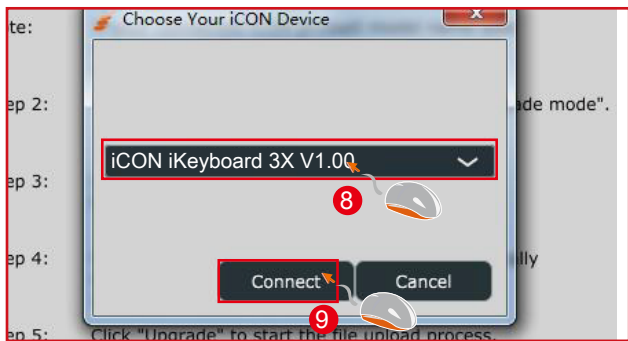 te:
Choose Your iCON Device
x
ep 2:
ade mode".
iCON iKeyboard 3X V1.00
8
ep 3:
ep 4:
lly
Connect
Cancel
9
ep 5:
Click "Upgrade" to start the file upload process.